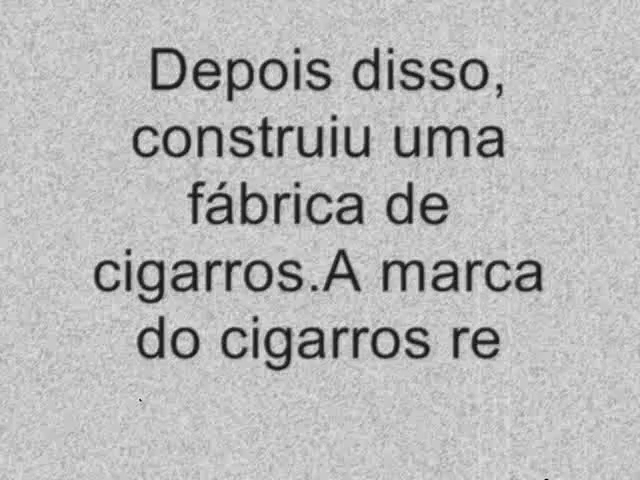 Depois disso,
construiu uma
fábrica de
cigarros.A marca
do cigarros re